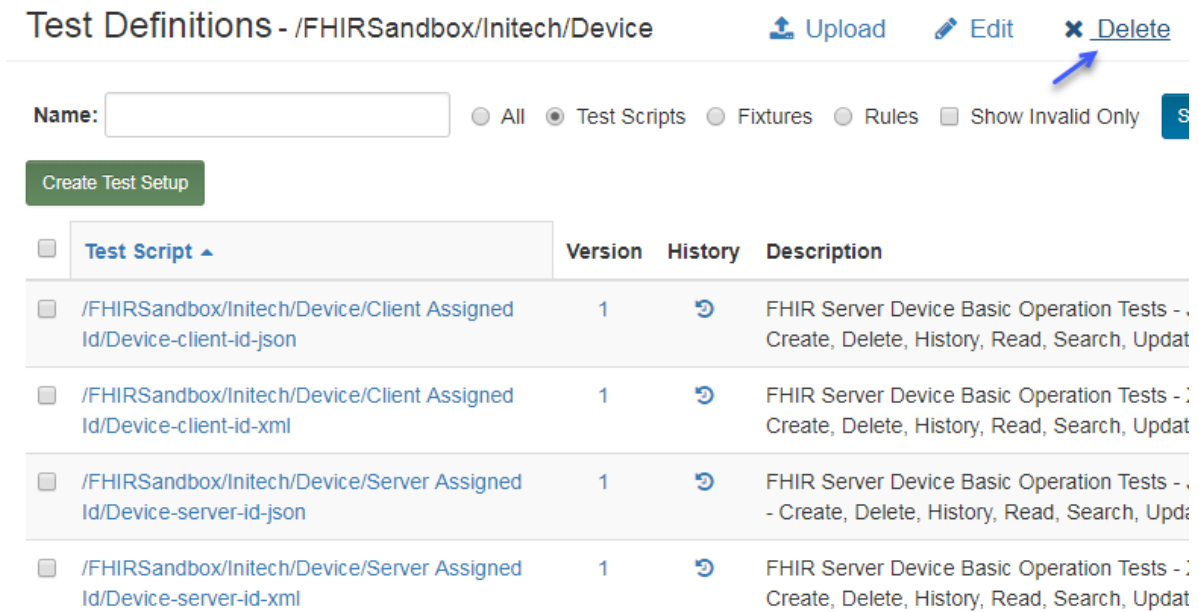 Test Definitions - /FHIRSandbox/Initech/Device Upload Edit Delete
Name: All Test Scripts Fixtures Rules Show Invalid Only
Create Test Setup
Test Script Version History Description
/FHIRSandbox/Initech/Device/Client Assigned 1 FHIR Server Device Basic Operation Tests -
Id/Device-client-id-json Create, Delete, History, Read, Search,
/FHIRSandbox/Initech/Device/Client Assigned 1 FHIR Server Device Basic Operation Tests -
Id/Device-client-id-xml Create, Delete, History, Read, Search,
/FHIRSandbox/Initech/Device/Server Assigned 1 FHIR Server Device Basic Operation Tests -
Id/Device-server-id-json - Create, Delete, History, Read, Search,
/FHIRSandbox/Initech/Device/Server Assigned 1 FHIR Server Device Basic Operation Tests -
Id/Device-server-id-xml Create, Delete, History, Read, Search,